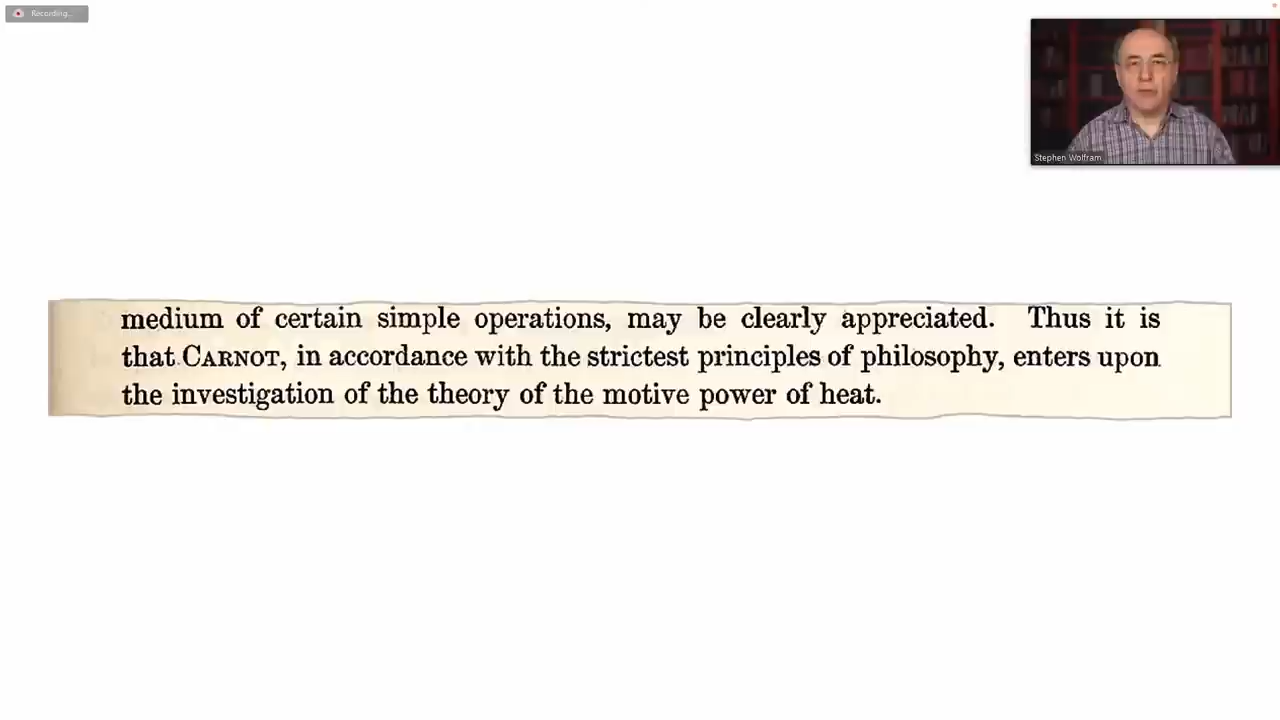 Recording...
Stephen Wolfram
medium of certain simple operations, may be clearly appreciated. Thus it is
that CARNOT, in accordance with the strictest principles of philosophy, enters upon
the investigation of the theory of the motive power of heat.